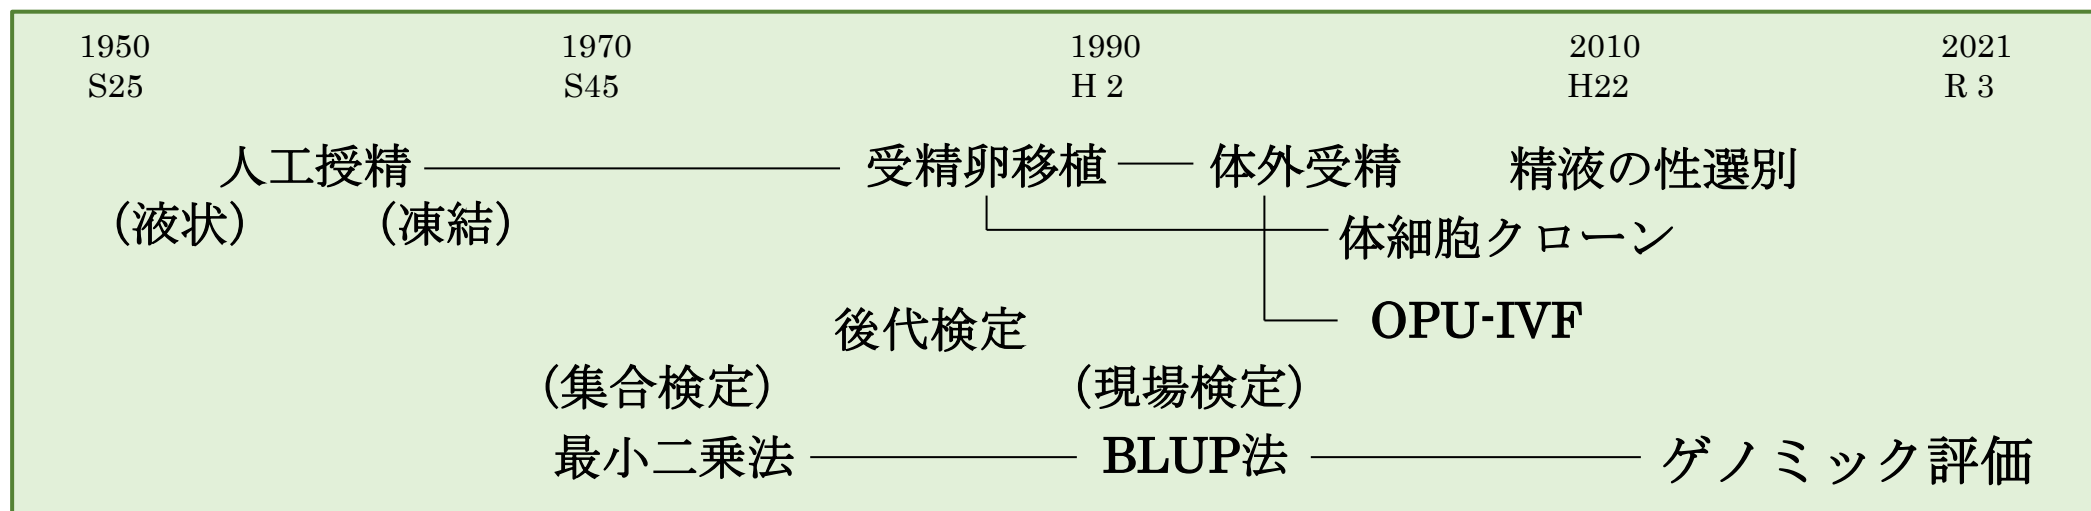 1950 1970 1990 2010 2021
S25 S45 H 2 H22 R 3
人工授精 受精卵移植 体外受精 精液の性選別
(液状) (凍結) 体細胞クローン
後代検定 OPU-IVF
(集合検定) (現場検定)
最小二乗法 BLUP法 ゲノミック評価